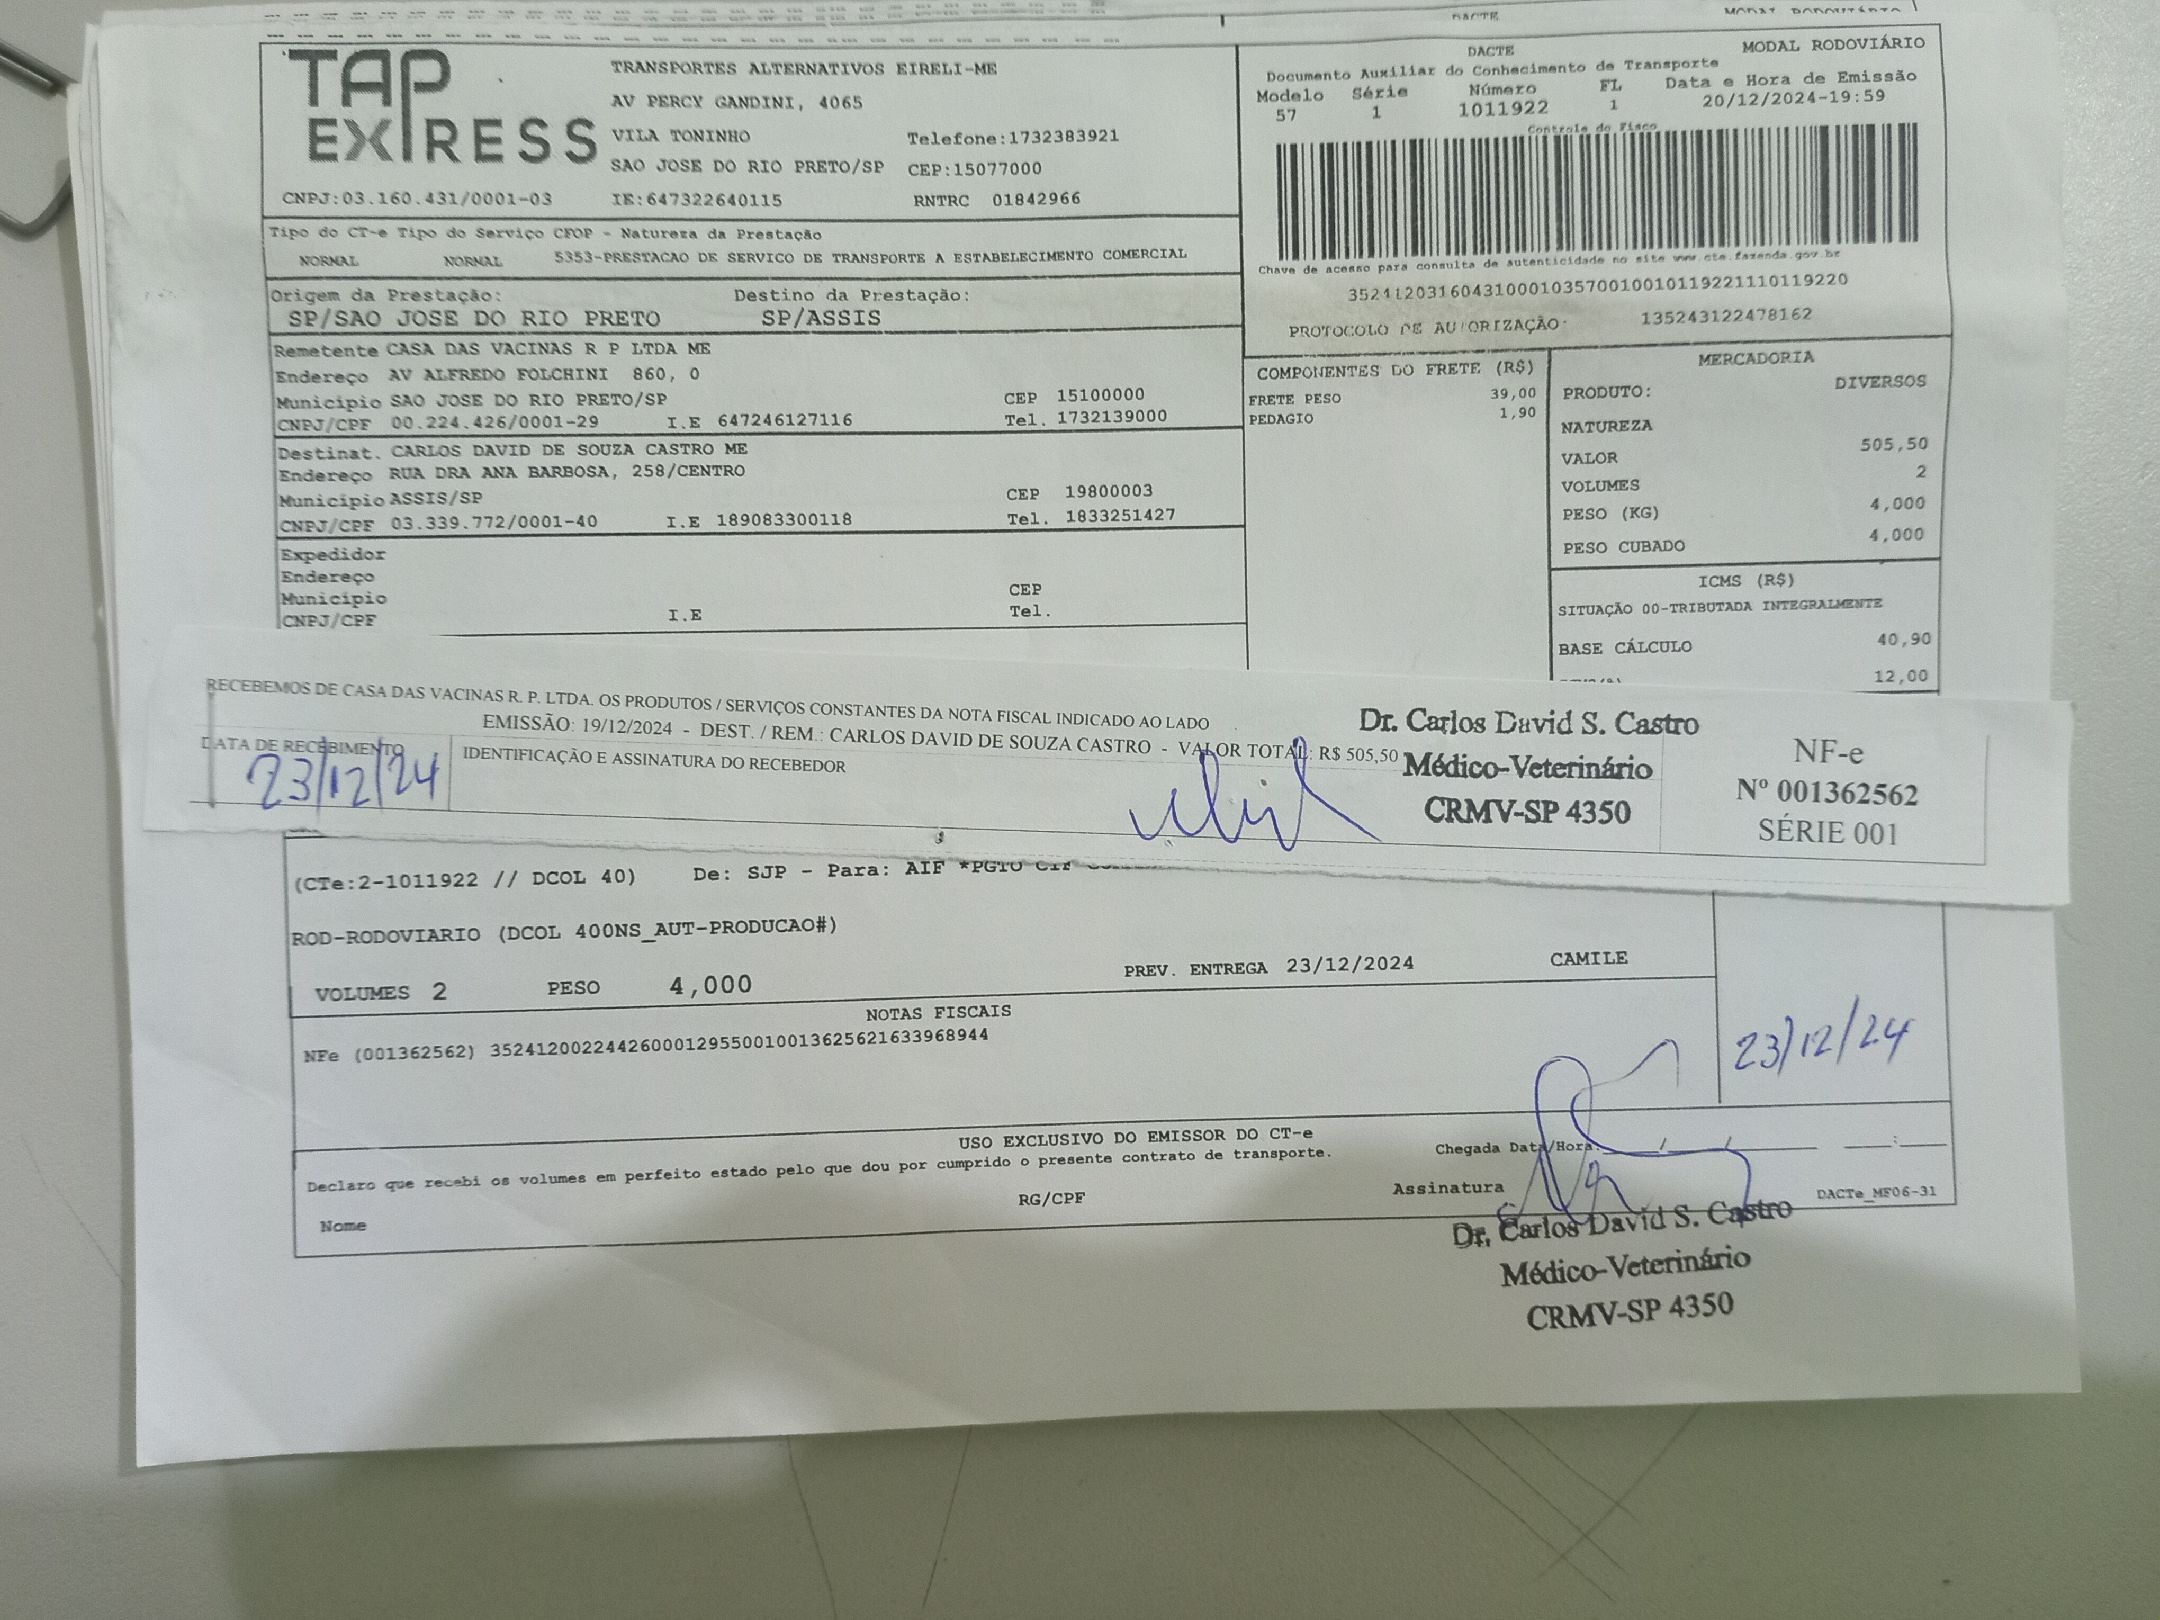 DACTE
TAP EXPRESS
TRANSPORTES ALTERNATIVOS EIRELI-ME
AV PERCY GANDINI, 4065
VILA TONINHO Telefone:1732383921
SAO JOSE DO RIO PRETO/SP CEP:15077000
CNPJ:03.160.431/0001-03 IE:647322640115 RNTRC 01842966
DACTE MODAL RODOVIÁRIO
Documento Auxiliar do Conhecimento de Transporte
Modelo Série Número FL Data e Hora de Emissão
57 1 1011922 1 20/12/2024-19:59
Controle do Fisco
Chave de acesso para consulta de autenticidade no site www.cte.fazenda.gov.br
35241203160431000103570010010119221110119220
PROTOCOLO DE AUTORIZAÇÃO: 135243122478162
Tipo do CT-e Tipo do Serviço CFOP - Natureza da Prestação
NORMAL NORMAL 5353-PRESTACAO DE SERVICO DE TRANSPORTE A ESTABELECIMENTO COMERCIAL
Origem da Prestação: Destino da Prestação:
SP/SAO JOSE DO RIO PRETO SP/ASSIS
Remetente CASA DAS VACINAS R P LTDA ME
Endereço AV ALFREDO FOLCHINI 860, 0
Município SAO JOSE DO RIO PRETO/SP CEP 15100000
CNPJ/CPF 00.224.426/0001-29 I.E 647246127116 Tel. 1732139000
Destinat. CARLOS DAVID DE SOUZA CASTRO ME
Endereço RUA DRA ANA BARBOSA, 258/CENTRO
Município ASSIS/SP CEP 19800003
CNPJ/CPF 03.339.772/0001-40 I.E 189083300118 Tel. 1833251427
Expedidor
Endereço
Município CEP
CNPJ/CPF I.E Tel.
COMPONENTES DO FRETE (R$)
FRETE PESO 39,00
PEDAGIO 1,90
MERCADORIA
PRODUTO: DIVERSOS
NATUREZA
VALOR 505,50
VOLUMES 2
PESO (KG) 4,000
PESO CUBADO 4,000
ICMS (R$)
SITUAÇÃO 00-TRIBUTADA INTEGRALMENTE
BASE CÁLCULO 40,90
12,00
RECEBEMOS DE CASA DAS VACINAS R. P. LTDA. OS PRODUTOS / SERVIÇOS CONSTANTES DA NOTA FISCAL INDICADO AO LADO
EMISSÃO: 19/12/2024 - DEST. / REM.: CARLOS DAVID DE SOUZA CASTRO - VALOR TOTAL: R$ 505,50
DATA DE RECEBIMENTO IDENTIFICAÇÃO E ASSINATURA DO RECEBEDOR
23/12/24
Dr. Carlos David S. Castro
Médico-Veterinário
CRMV-SP 4350
NF-e
Nº 001362562
SÉRIE 001
(CTe:2-1011922 // DCOL 40) De: SJP - Para: AIF *PGTO CIF
ROD-RODOVIARIO (DCOL 400NS_AUT-PRODUCAO#)
VOLUMES 2 PESO 4,000 PREV. ENTREGA 23/12/2024 CAMILE
NOTAS FISCAIS
NFe (001362562) 35241200224426000129550010013625621633968944
23/12/24
USO EXCLUSIVO DO EMISSOR DO CT-e
Declaro que recebi os volumes em perfeito estado pelo que dou por cumprido o presente contrato de transporte.
Chegada Data/Hora: ____/____/____ ____:____
Nome RG/CPF Assinatura DACTe_MF06-31
Dr. Carlos David S. Castro
Médico-Veterinário
CRMV-SP 4350